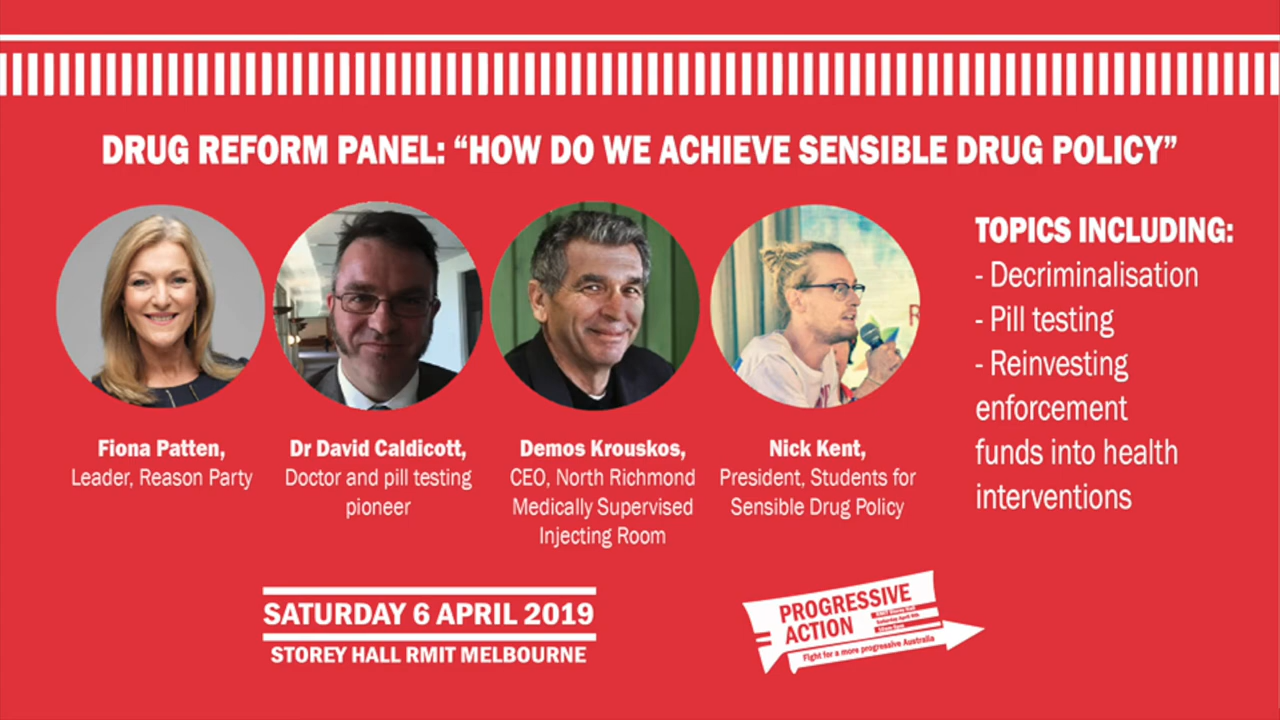 DRUG REFORM PANEL: “HOW DO WE ACHIEVE SENSIBLE DRUG POLICY”
Fiona Patten,
Leader, Reason Party
Dr David Caldicott,
Doctor and pill testing
pioneer
Demos Krouskos,
CEO, North Richmond
Medically Supervised
Injecting Room
Nick Kent,
President, Students for
Sensible Drug Policy
TOPICS INCLUDING:
- Decriminalisation
- Pill testing
- Reinvesting
enforcement
funds into health
interventions
SATURDAY 6 APRIL 2019
STOREY HALL RMIT MELBOURNE
PROGRESSIVE
ACTION
Fight for a more progressive Australia